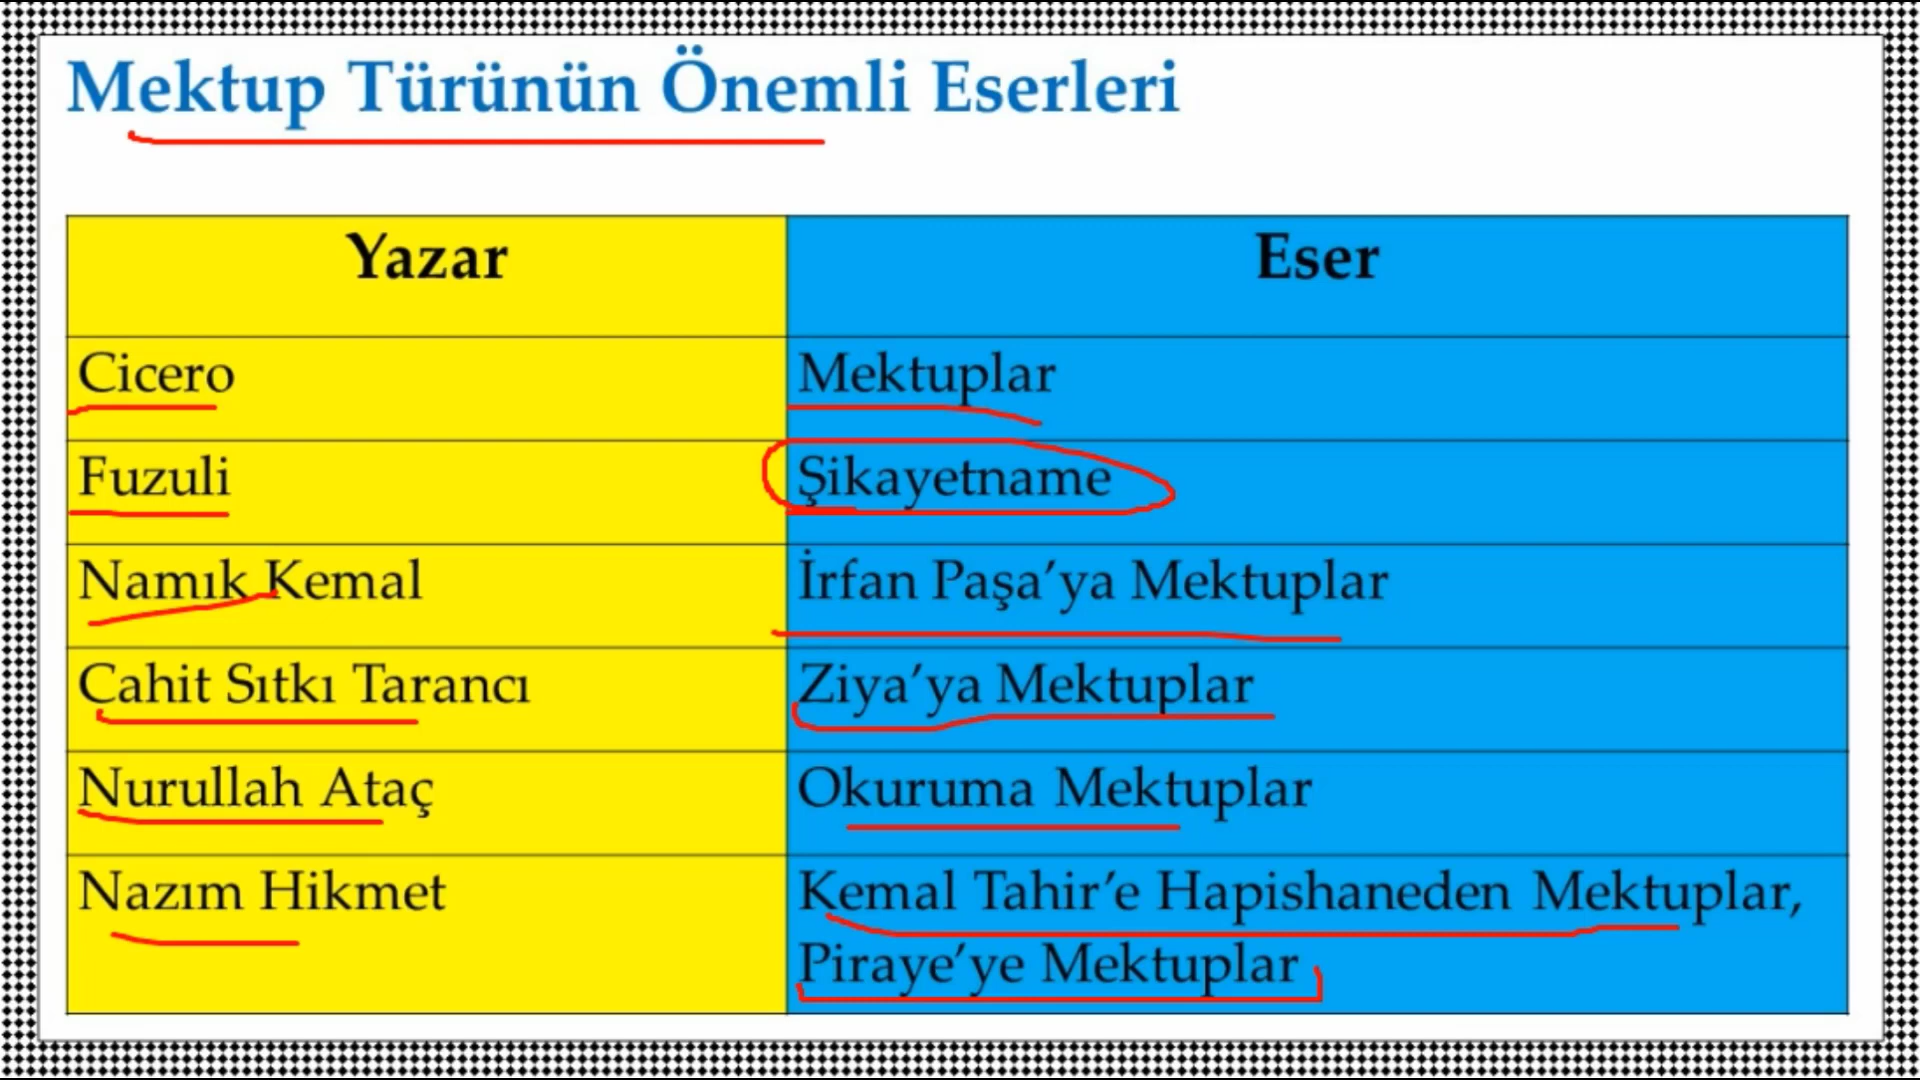 Mektup Türünün Önemli Eserleri
Yazar Eser
Cicero Mektuplar
Fuzuli Şikayetname
Namık Kemal İrfan Paşa’ya Mektuplar
Cahit Sıtkı Tarancı Ziya’ya Mektuplar
Nurullah Ataç Okuruma Mektuplar
Nazım Hikmet Kemal Tahir’e Hapishaneden Mektuplar,
Piraye’ye Mektuplar